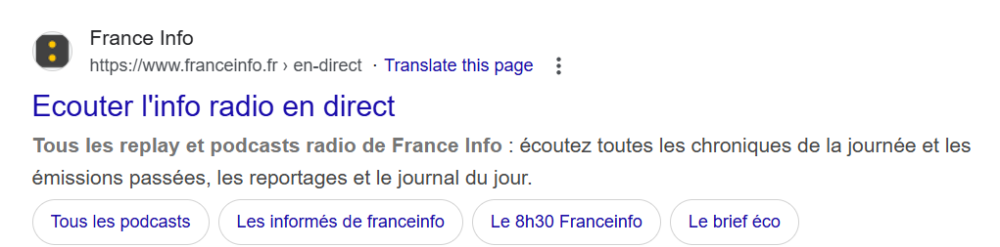 France Info
https://www.franceinfo.fr › en-direct · Translate this page
Ecouter l'info radio en direct
Tous les replay et podcasts radio de France Info : écoutez toutes les chroniques de la journée et les
émissions passées, les reportages et le journal du jour.
Tous les podcasts
Les informés de franceinfo
Le 8h30 Franceinfo
Le brief éco